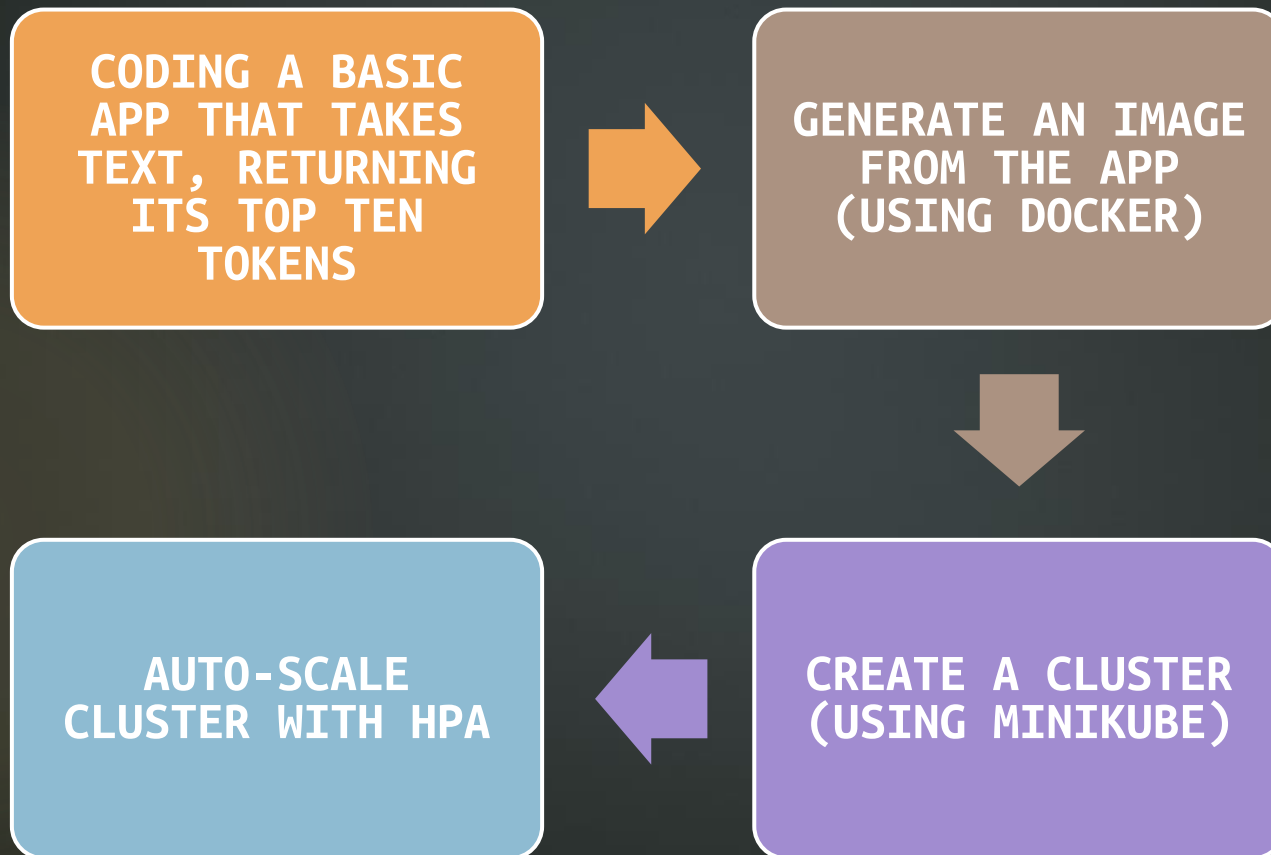 CODING A BASIC
APP THAT TAKES
TEXT, RETURNING
ITS TOP TEN
TOKENS
GENERATE AN IMAGE
FROM THE APP
(USING DOCKER)
CREATE A CLUSTER
(USING MINIKUBE)
AUTO-SCALE
CLUSTER WITH HPA